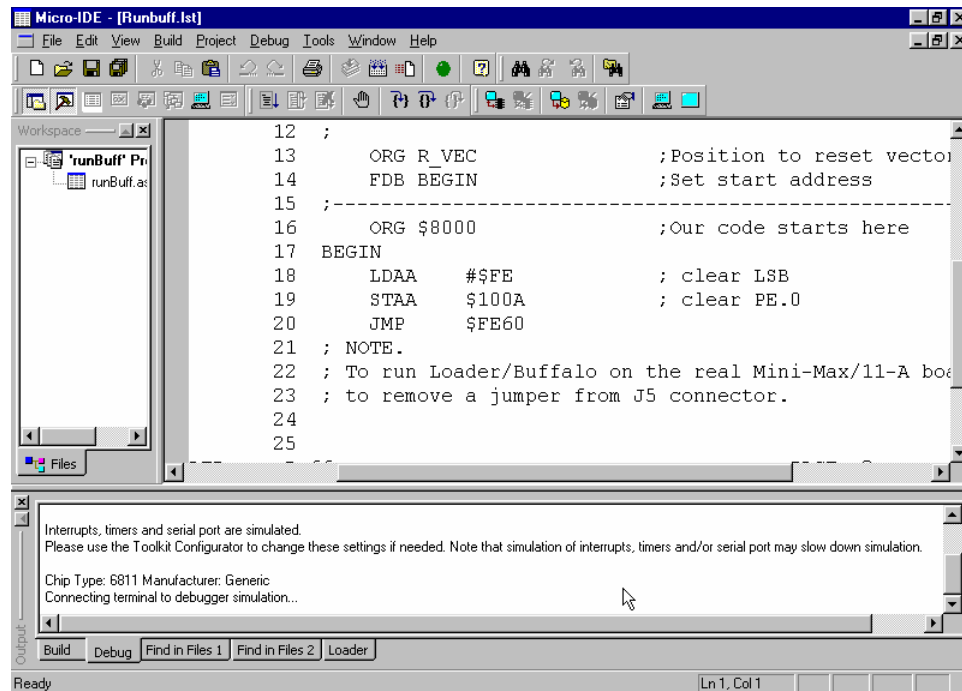 Micro-IDE - [Runbuff.lst]
File Edit View Build Project Debug Tools Window Help
Workspace
'runBuff' Pr
runBuff.as
Files
12 ;
13 ORG R_VEC ;Position to reset vector
14 FDB BEGIN ;Set start address
15 ;----------------------------------------------------
16 ORG $8000 ;Our code starts here
17 BEGIN
18 LDAA #$FE ; clear LSB
19 STAA $100A ; clear PE.0
20 JMP $FE60
21 ; NOTE.
22 ; To run Loader/Buffalo on the real Mini-Max/11-A boa
23 ; to remove a jumper from J5 connector.
24
25
Interrupts, timers and serial port are simulated.
Please use the Toolkit Configurator to change these settings if needed. Note that simulation of interrupts, timers and/or serial port may slow down simulation.
Chip Type: 6811 Manufacturer: Generic
Connecting terminal to debugger simulation...
Output
Build Debug Find in Files 1 Find in Files 2 Loader
Ready
Ln 1, Col 1